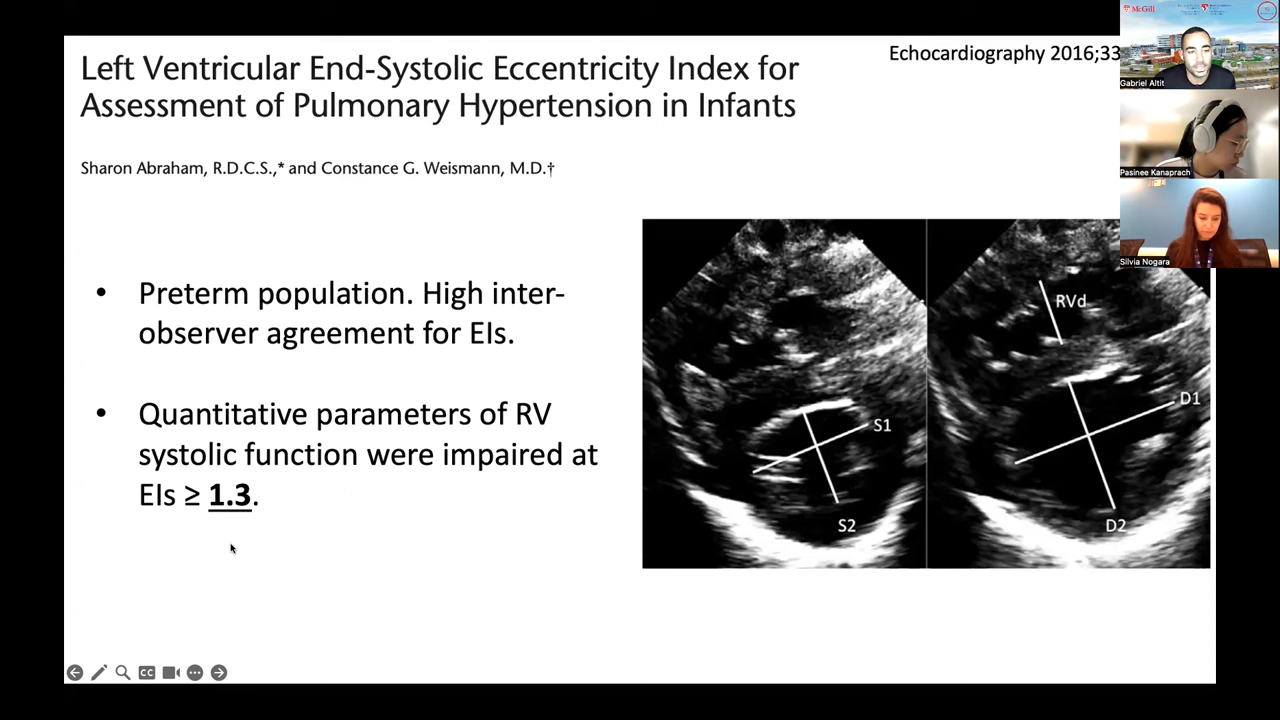 Left Ventricular End-Systolic Eccentricity Index for
Assessment of Pulmonary Hypertension in Infants
Echocardiography 2016;33
Sharon Abraham, R.D.C.S.,* and Constance G. Weismann, M.D.†
• Preterm population. High inter-
observer agreement for EIs.
• Quantitative parameters of RV
systolic function were impaired at
EIs ≥ 1.3.
S1
S2
RVd
D1
D2
McGill
Gabriel Altit
Pasinee Kanaprach
Silvia Nogara
CC